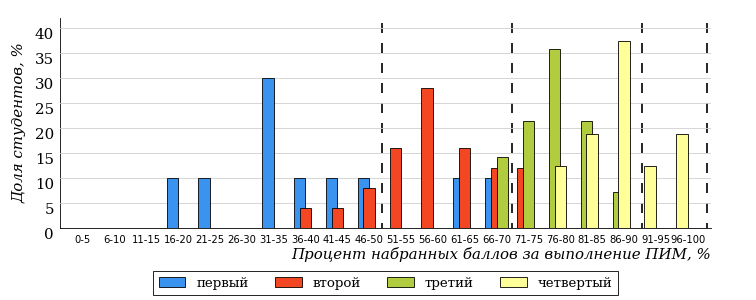 Доля студентов, %
40
35
30
25
20
15
10
5
0
0-5 6-10 11-15 16-20 21-25 26-30 31-35 36-40 41-45 46-50 51-55 56-60 61-65 66-70 71-75 76-80 81-85 86-90 91-95 96-100
Процент набранных баллов за выполнение ПИМ, %
первый второй третий четвертый